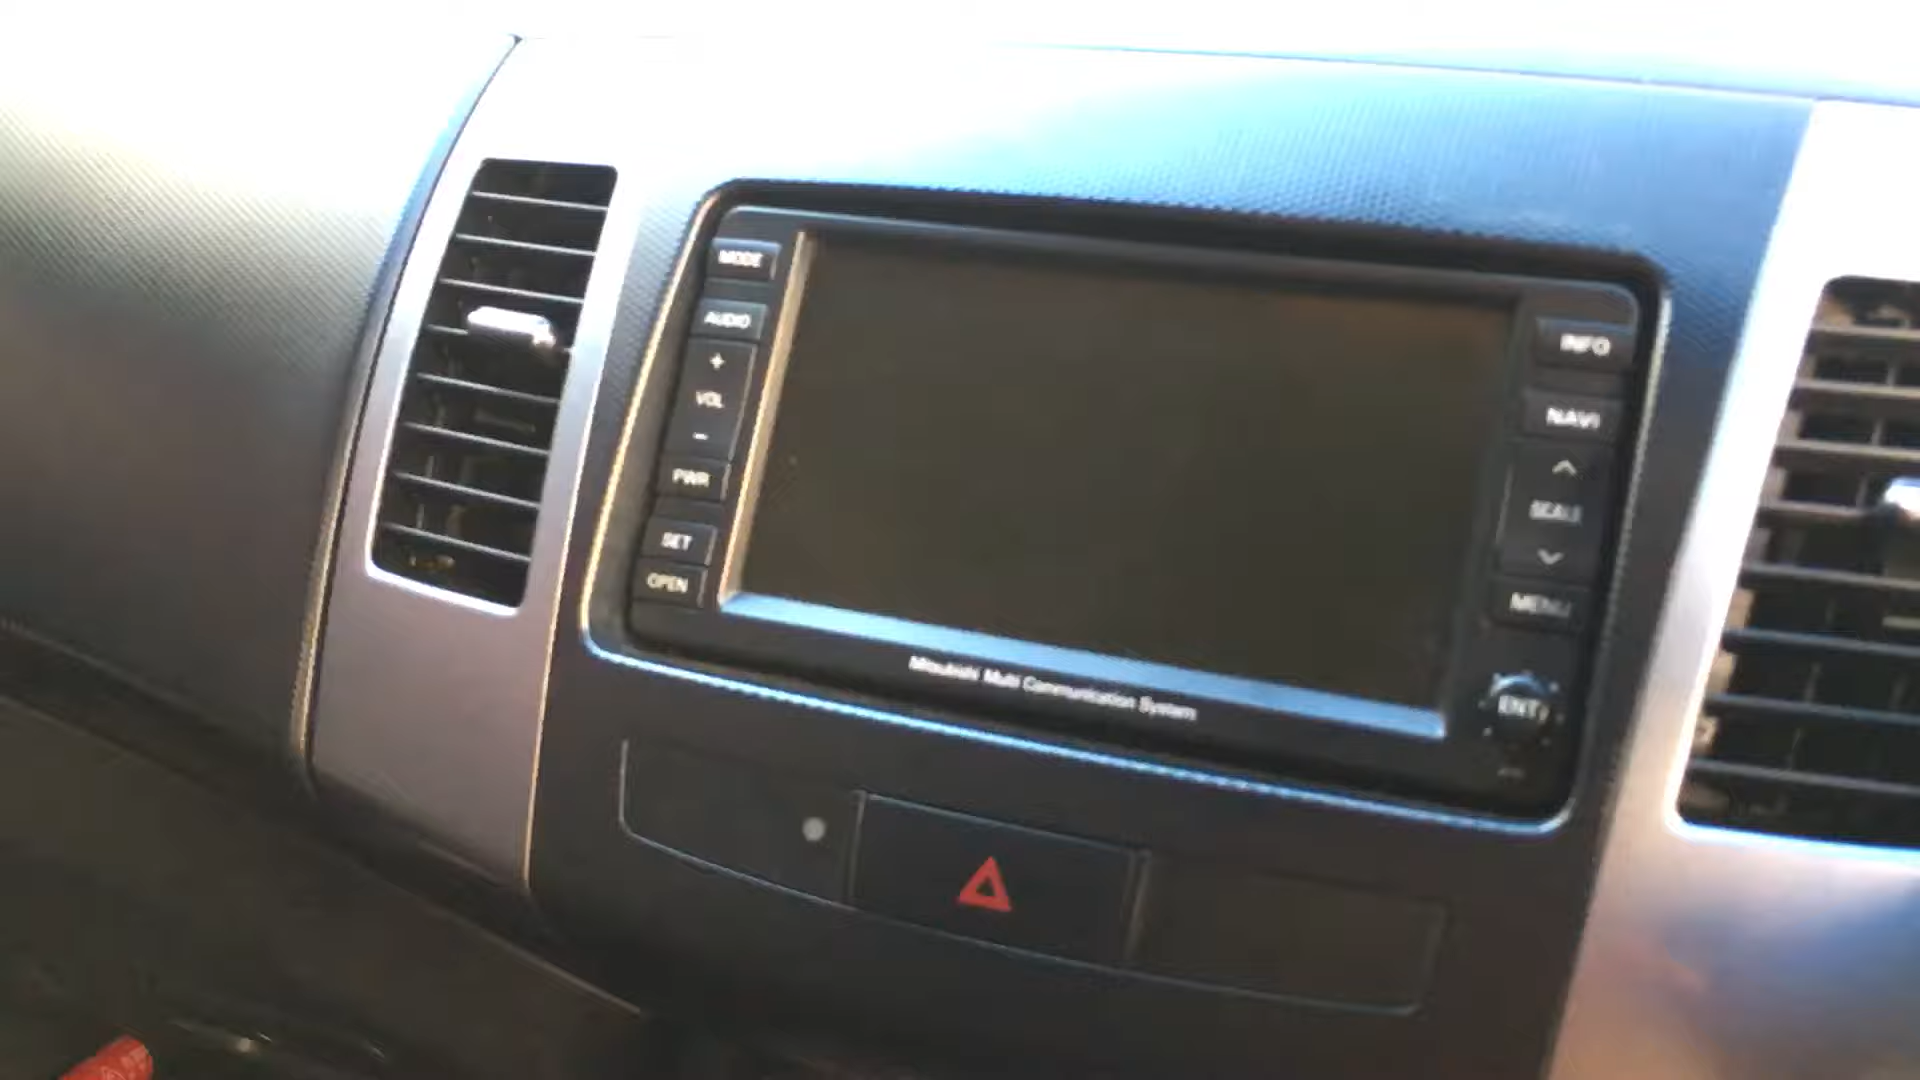 MODE
AUDIO
+
VOL
-
PWR
SET
OPEN
INFO
NAVI
SCALE
MENU
ENT
Mitsubishi Multi Communication System